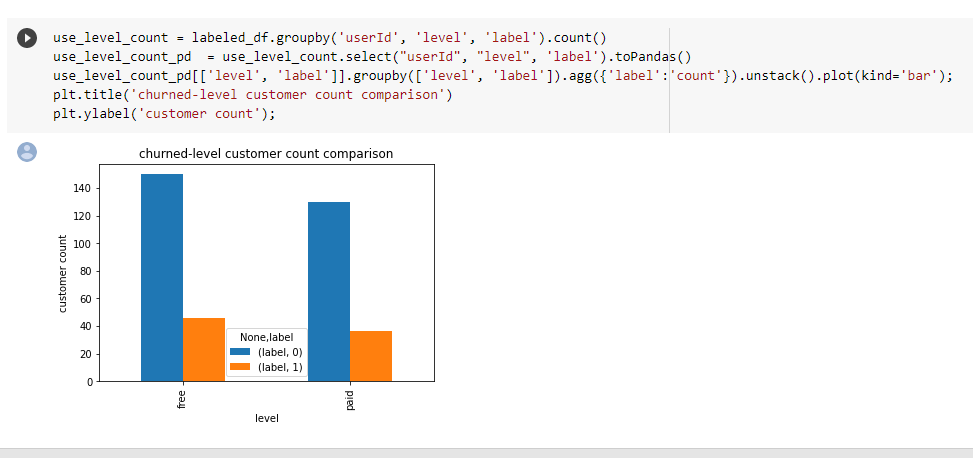 use_level_count = labeled_df.groupby('userId', 'level', 'label').count()
use_level_count_pd  = use_level_count.select("userId", "level", 'label').toPandas()
use_level_count_pd[['level', 'label']].groupby(['level', 'label']).agg({'label':'count'}).unstack().plot(kind='bar');
plt.title('churned-level customer count comparison')
plt.ylabel('customer count');
churned-level customer count comparison
140
120
100
80
60
40
20
0
customer count
None,label
(label, 0)
(label, 1)
free
paid
level